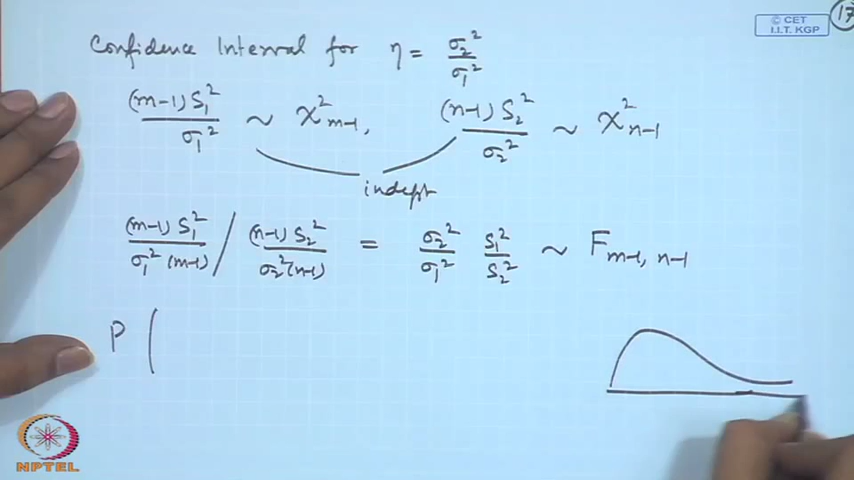 © CET
I.I.T. KGP
17
Confidence Interval for η = σ₂²/σ₁²
(m-1)S₁²/σ₁² ~ χ²m-1, (n-1)S₂²/σ₂² ~ χ²n-1
indept
(m-1)S₁²/σ₁²(m-1) / (n-1)S₂²/σ₂²(n-1) = σ₂²/σ₁² S₁²/S₂² ~ Fm-1, n-1
P (
NPTEL